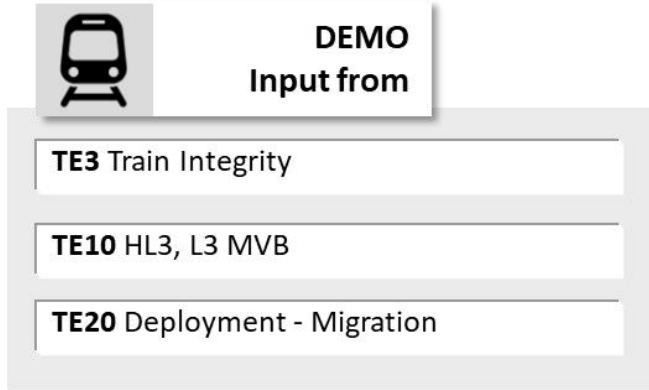 DEMO
Input from
TE3 Train Integrity
TE10 HL3, L3 MVB
TE20 Deployment - Migration